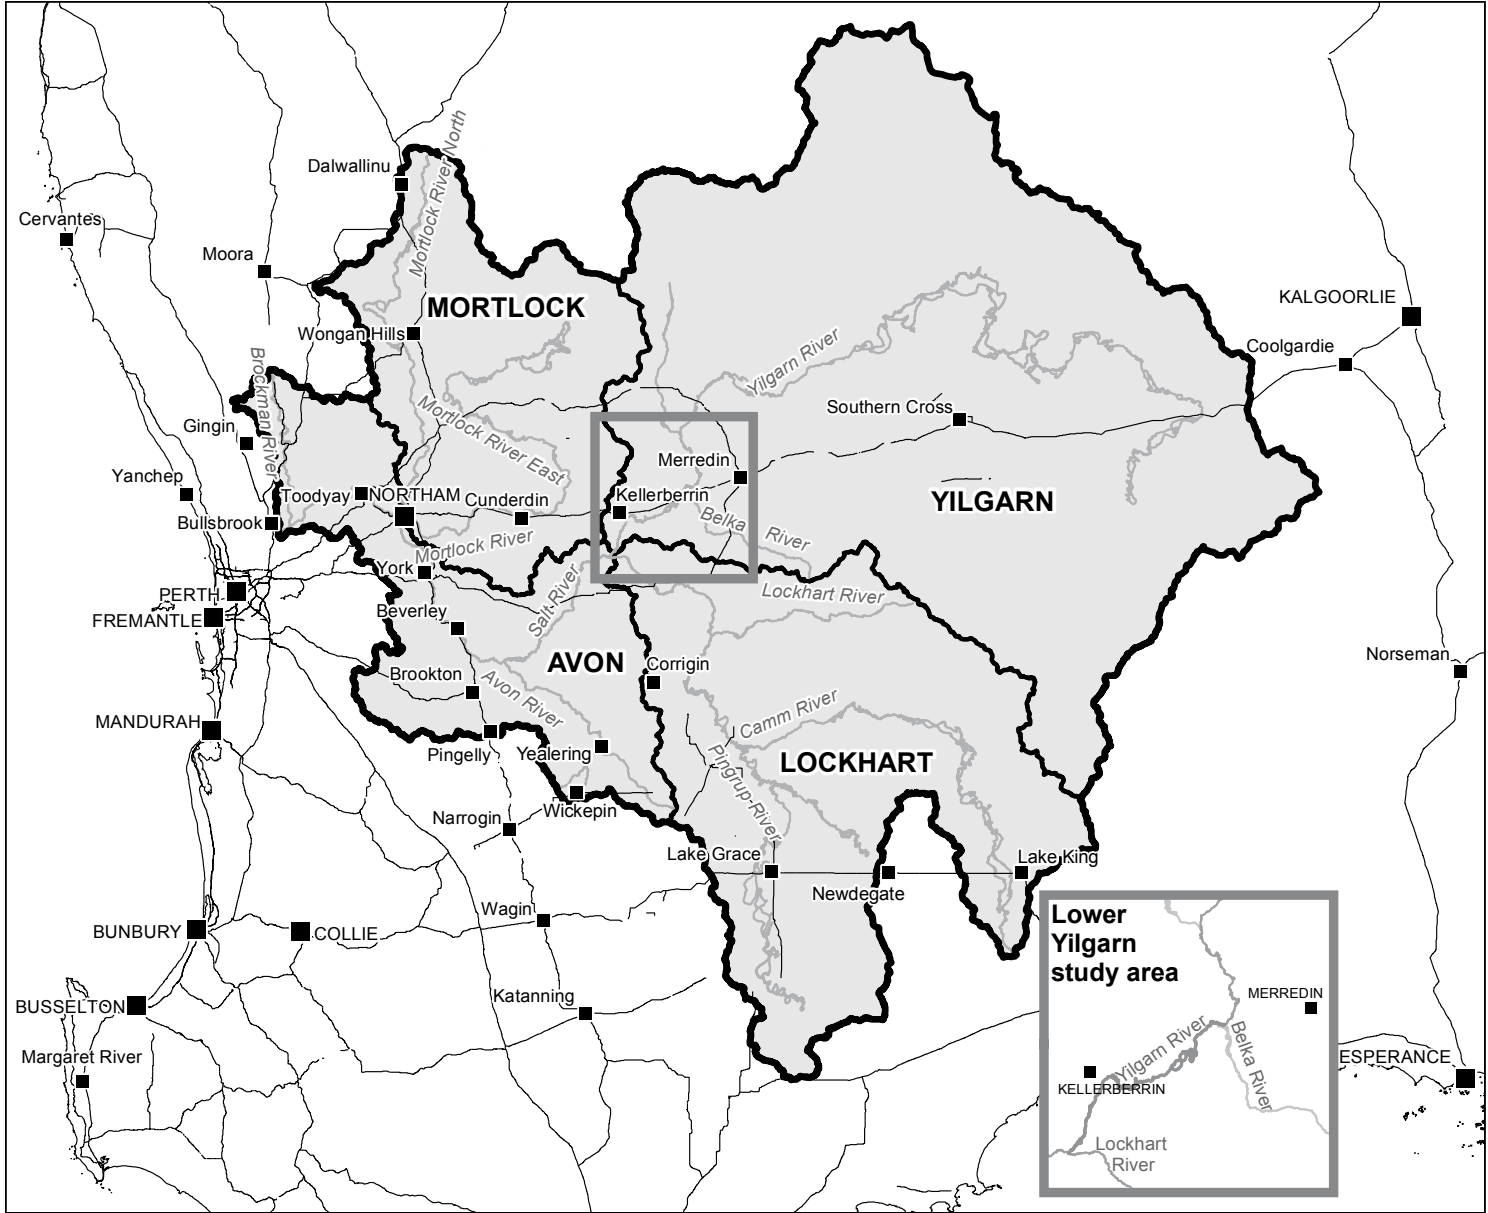 Dalwallinu
Mortlock River North
Cervantes
Moora
MORTLOCK
KALGOORLIE
Wongan Hills
Coolgardie
Brockman River
Yilgarn River
Mortlock River East
Southern Cross
Gingin
Merredin
Yanchep
Toodyay
NORTHAM
Cunderdin
Kellerberrin
YILGARN
Bullsbrook
Belka River
Mortlock River
York
PERTH
Salt River
Lockhart River
Beverley
FREMANTLE
AVON
Corrigin
Norseman
Brookton
Avon River
MANDURAH
Camm River
Pingelly
Yealering
Pingrup River
LOCKHART
Wickepin
Narrogin
Lake Grace
Lake King
Newdegate
Wagin
BUNBURY
COLLIE
Katanning
BUSSELTON
Margaret River
Lower
Yilgarn
study area
MERREDIN
Yilgarn River
Belka River
KELLERBERRIN
Lockhart
River
ESPERANCE